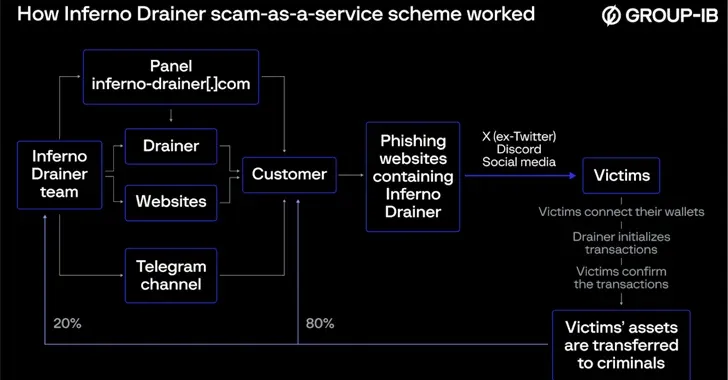 How Inferno Drainer scam-as-a-service scheme worked
GROUP-IB
Panel
inferno-drainer[.]com
Inferno
Drainer
team
Drainer
Websites
Telegram
channel
Customer
Phishing
websites
containing
Inferno
Drainer
X (ex-Twitter)
Discord
Social media
Victims
Victims connect their wallets
Drainer initializes
transactions
Victims confirm
the transactions
Victims' assets
are transferred
to criminals
20%
80%